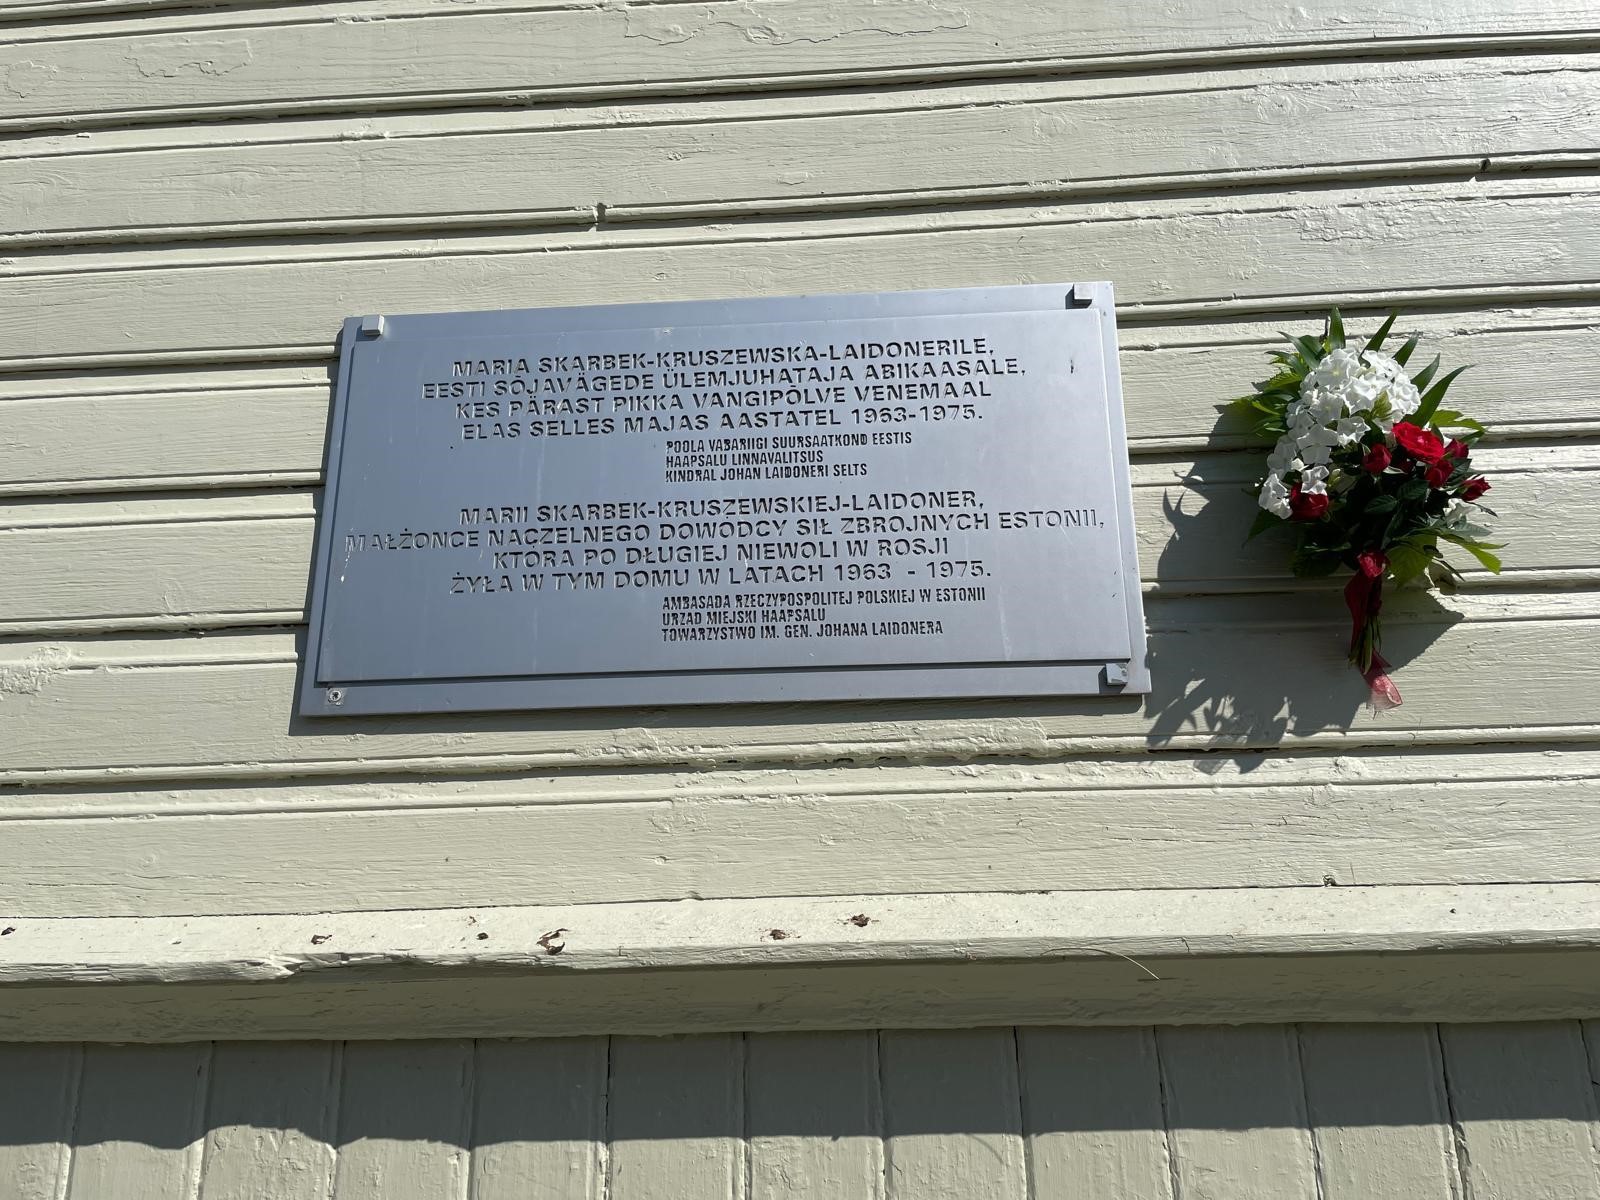 MARIA SKARBEK-KRUSZEWSKA-LAIDONERILE,
EESTI SÕJAVÄGEDE ÜLEMJUHATAJA ABIKAASALE,
KES PÄRAST PIKKA VANGIPÕLVE VENEMAAL
ELAS SELLES MAJAS AASTATEL 1963-1975.
POOLA VABARIIGI SUURSAATKOND EESTIS
HAAPSALU LINNAVALITSUS
KINDRAL JOHAN LAIDONERI SELTS
MARII SKARBEK-KRUSZEWSKIEJ-LAIDONER,
MAŁŻONCE NACZELNEGO DOWÓDCY SIŁ ZBROJNYCH ESTONII,
KTÓRA PO DŁUGIEJ NIEWOLI W ROSJI
ŻYŁA W TYM DOMU W LATACH 1963 - 1975.
AMBASADA RZECZYPOSPOLITEJ POLSKIEJ W ESTONII
URZAD MIEJSKI HAAPSALU
TOWARZYSTWO IM. GEN. JOHANA LAIDONERA